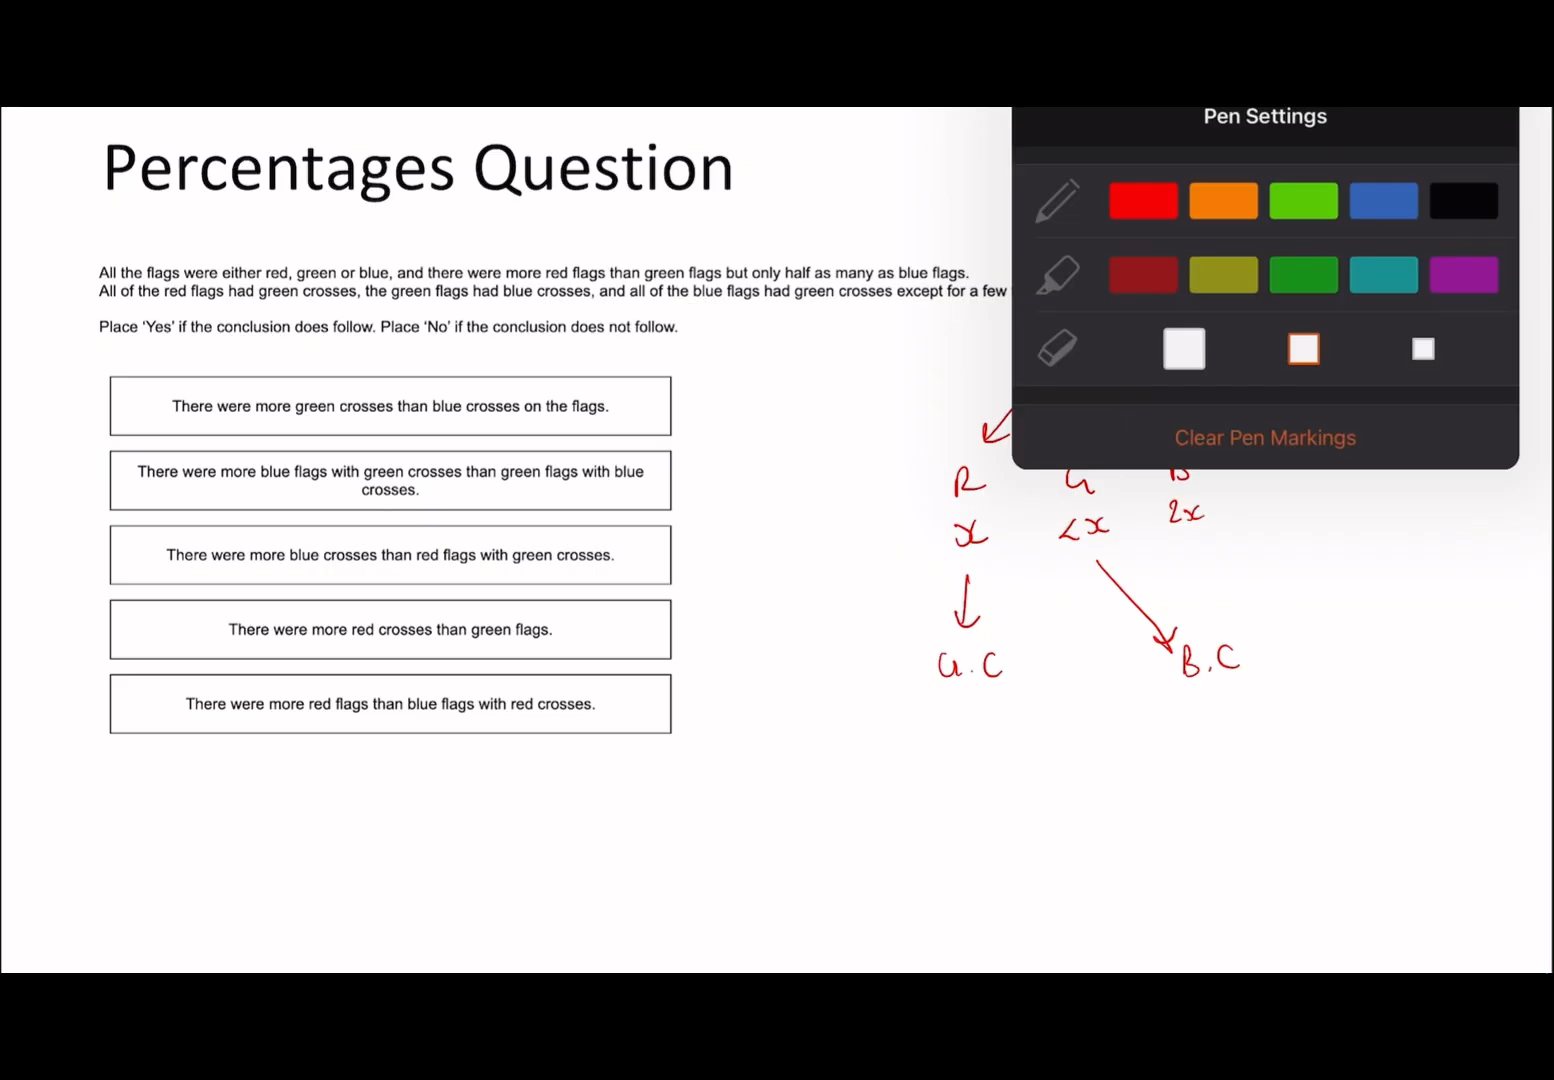 Percentages Question
Pen Settings
All the flags were either red, green or blue, and there were more red flags than green flags but only half as many as blue flags.
All of the red flags had green crosses, the green flags had blue crosses, and all of the blue flags had green crosses except for a few
Place 'Yes' if the conclusion does follow. Place 'No' if the conclusion does not follow.
There were more green crosses than blue crosses on the flags.
Clear Pen Markings
There were more blue flags with green crosses than green flags with blue
crosses.
R G B
x <x 2x
There were more blue crosses than red flags with green crosses.
There were more red crosses than green flags.
G.C B.C
There were more red flags than blue flags with red crosses.